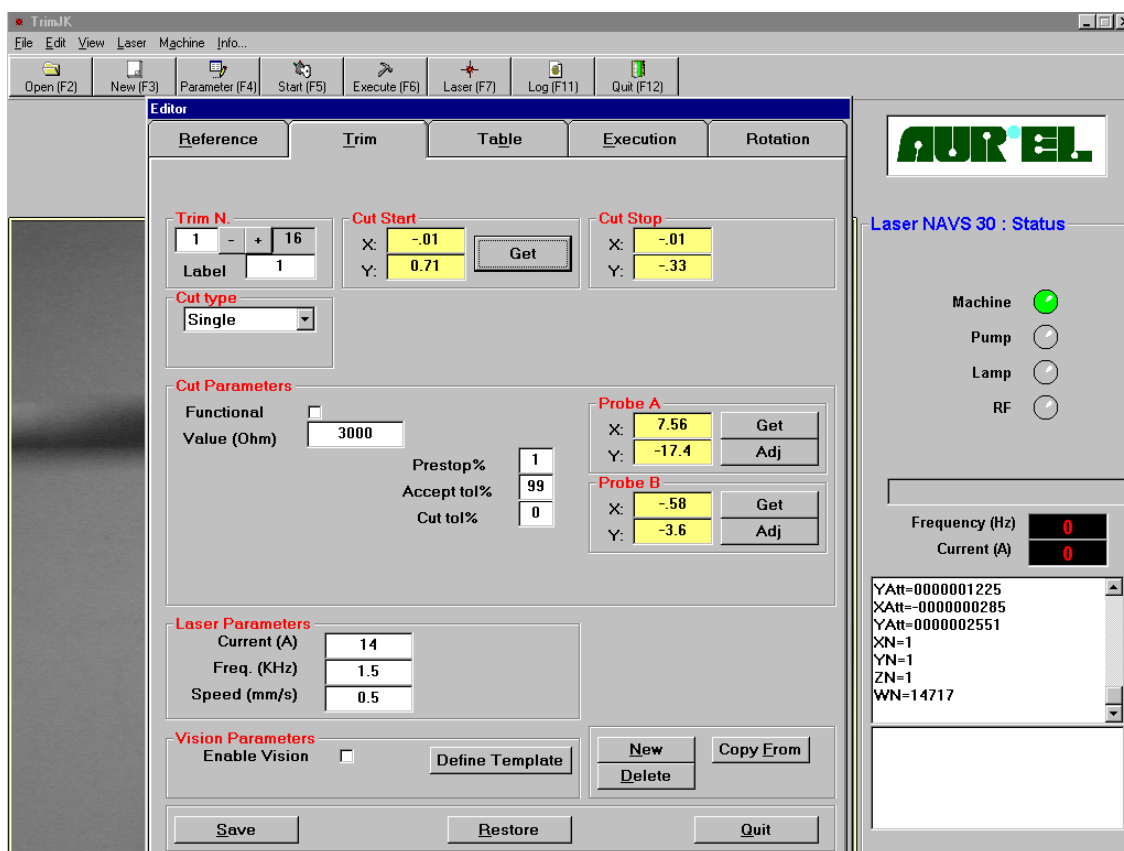 TrimJK
File Edit View Laser Machine Info...
Open (F2) New (F3) Parameter (F4) Start (F5) Execute (F6) Laser (F7) Log (F11) Quit (F12)
Editor
Reference Trim Table Execution Rotation
AUREL
Trim N.
1 - + 16
Label 1
Cut Start
X: -.01
Y: 0.71
Get
Cut Stop
X: -.01
Y: -.33
Cut type
Single
Cut Parameters
Functional
Value (Ohm) 3000
Prestop% 1
Accept tol% 99
Cut tol% 0
Probe A
X: 7.56 Get
Y: -17.4 Adj
Probe B
X: -.58 Get
Y: -3.6 Adj
Laser Parameters
Current (A) 14
Freq. (KHz) 1.5
Speed (mm/s) 0.5
Vision Parameters
Enable Vision
Define Template
New Copy From
Delete
Save Restore Quit
Laser NAVS 30 : Status
Machine
Pump
Lamp
RF
Frequency (Hz) 0
Current (A) 0
YAtt=0000001225
XAtt=-0000000285
YAtt=0000002551
XN=1
YN=1
ZN=1
WN=14717